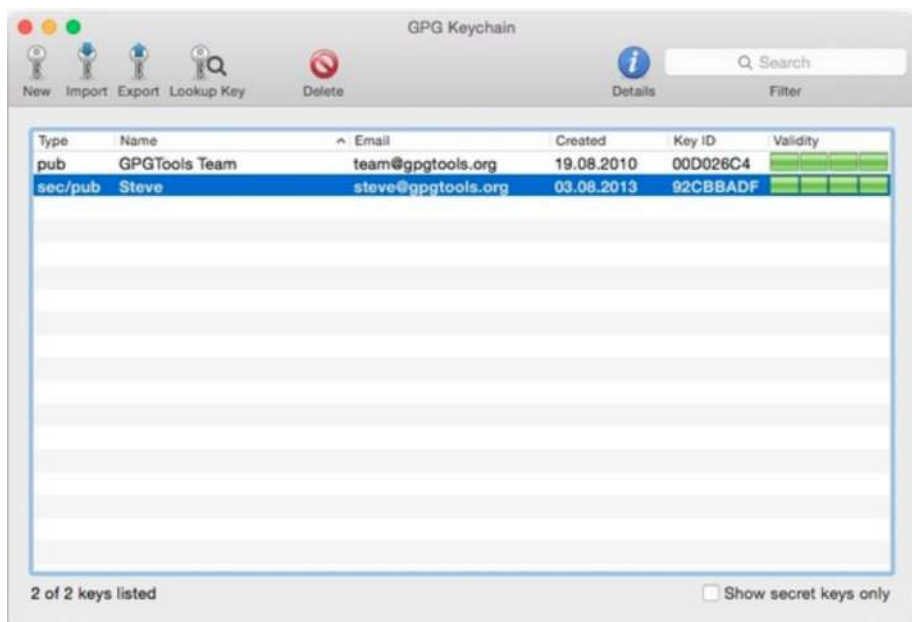 GPG Keychain
New Import Export Lookup Key Delete Details Filter
Search
Type Name Email Created Key ID Validity
pub GPGTools Team team@gpgtools.org 19.08.2010 00D026C4
sec/pub Steve steve@gpgtools.org 03.08.2013 92CBBADF
2 of 2 keys listed
Show secret keys only